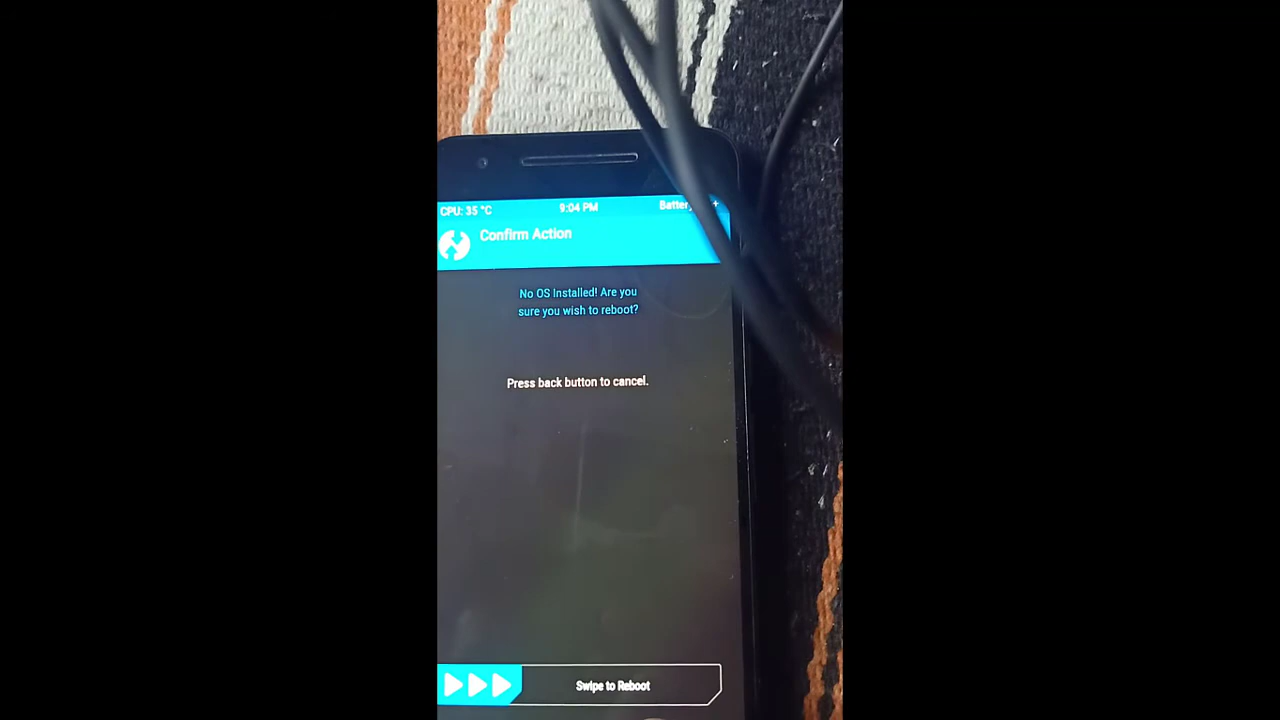 CPU: 35 °C 9:04 PM Battery +
Confirm Action
No OS Installed! Are you
sure you wish to reboot?
Press back button to cancel.
Swipe to Reboot